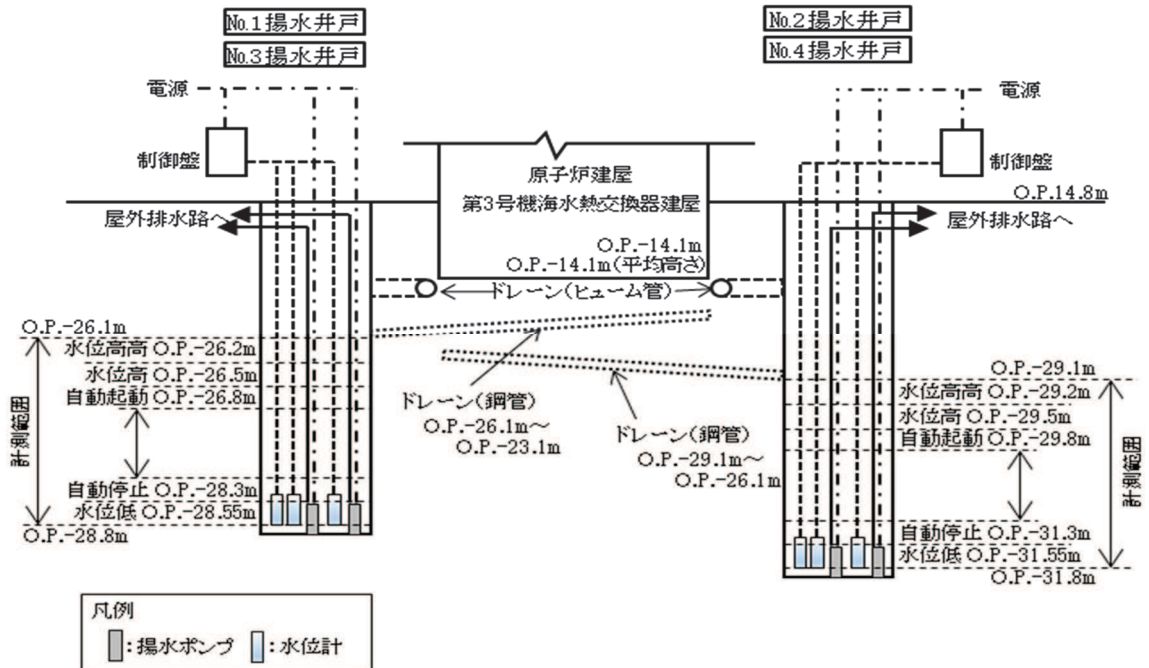 No.1揚水井戸
No.3揚水井戸
No.2揚水井戸
No.4揚水井戸
電源
電源
制御盤
制御盤
原子炉建屋
第3号機海水熱交換器建屋
O.P.-14.1m
O.P.-14.1m(平均高さ)
O.P.14.8m
屋外排水路へ
屋外排水路へ
ドレーン(ヒューム管)
O.P.-26.1m
水位高高 O.P.-26.2m
水位高 O.P.-26.5m
自動起動 O.P.-26.8m
計測範囲
自動停止 O.P.-28.3m
水位低 O.P.-28.55m
O.P.-28.8m
ドレーン(鋼管)
O.P.-26.1m～
O.P.-23.1m
ドレーン(鋼管)
O.P.-29.1m～
O.P.-26.1m
O.P.-29.1m
水位高高 O.P.-29.2m
水位高 O.P.-29.5m
自動起動 O.P.-29.8m
計測範囲
自動停止 O.P.-31.3m
水位低 O.P.-31.55m
O.P.-31.8m
凡例
:揚水ポンプ :水位計